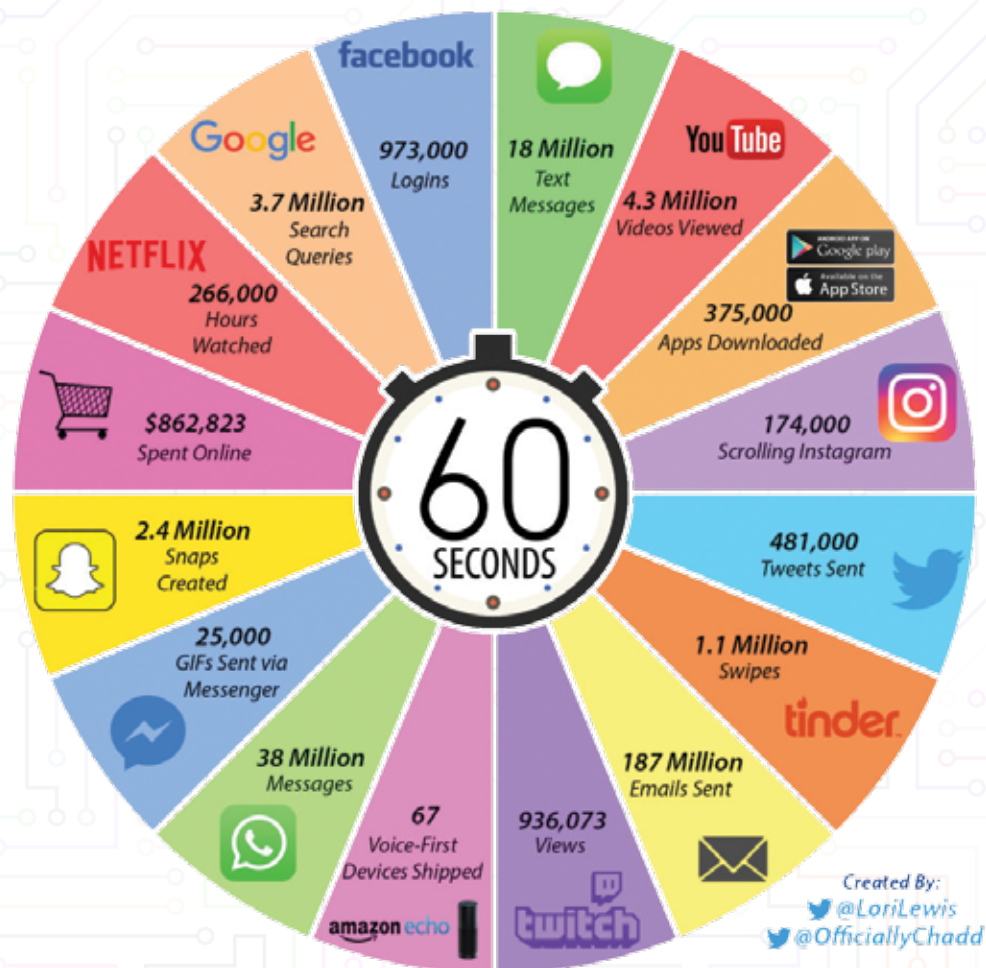 facebook
973,000
Logins
18 Million
Text
Messages
YouTube
4.3 Million
Videos Viewed
ANDROID APP ON
Google play
Available on the
App Store
375,000
Apps Downloaded
174,000
Scrolling Instagram
481,000
Tweets Sent
1.1 Million
Swipes
tinder
187 Million
Emails Sent
936,073
Views
twitch
67
Voice-First
Devices Shipped
amazon echo
38 Million
Messages
25,000
GIFs Sent via
Messenger
2.4 Million
Snaps
Created
$862,823
Spent Online
NETFLIX
266,000
Hours
Watched
Google
3.7 Million
Search
Queries
60
SECONDS
Created By:
@LoriLewis
@OfficiallyChadd